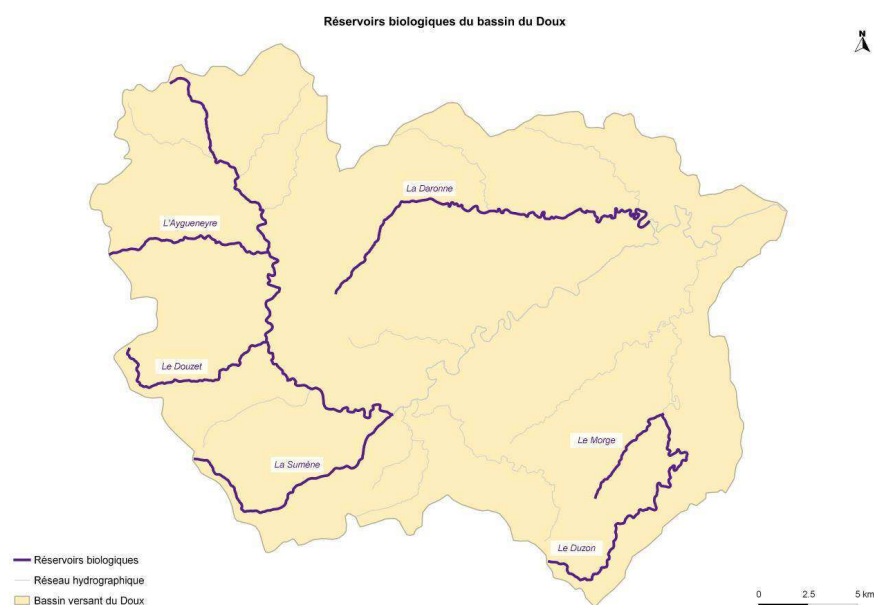 Réservoirs biologiques du bassin du Doux
N
La Daronne
L'Aygueneyre
Le Douzet
Le Morge
La Sumène
Le Duzon
Réservoirs biologiques
Réseau hydrographique
Bassin versant du Doux
0 2.5 5 km